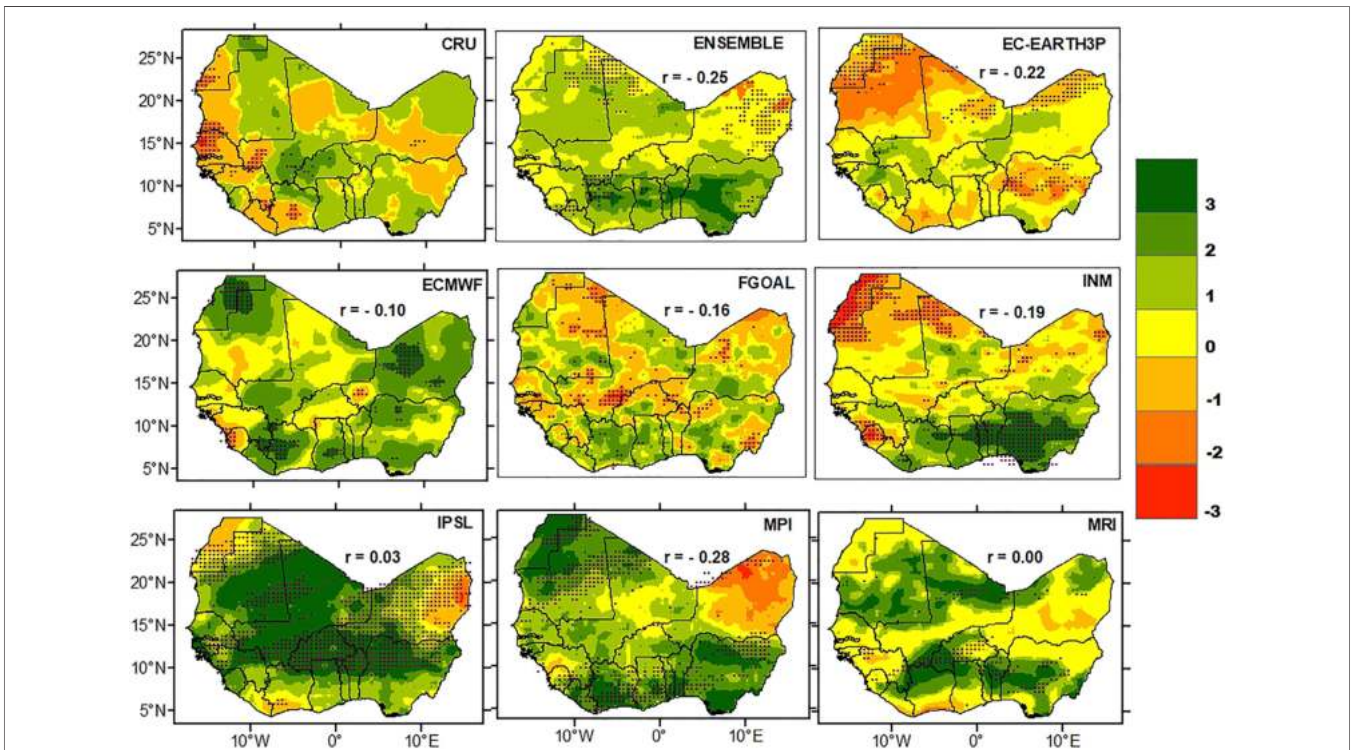 CRU
ENSEMBLE
r = - 0.25
EC-EARTH3P
r = - 0.22
25°N
20°N
15°N
10°N
5°N
ECMWF
r = - 0.10
FGOAL
r = - 0.16
INM
r = - 0.19
25°N
20°N
15°N
10°N
5°N
IPSL
r = 0.03
MPI
r = - 0.28
MRI
r = 0.00
25°N
20°N
15°N
10°N
5°N
10°W 0° 10°E 10°W 0° 10°E 10°W 0° 10°E
3
2
1
0
-1
-2
-3